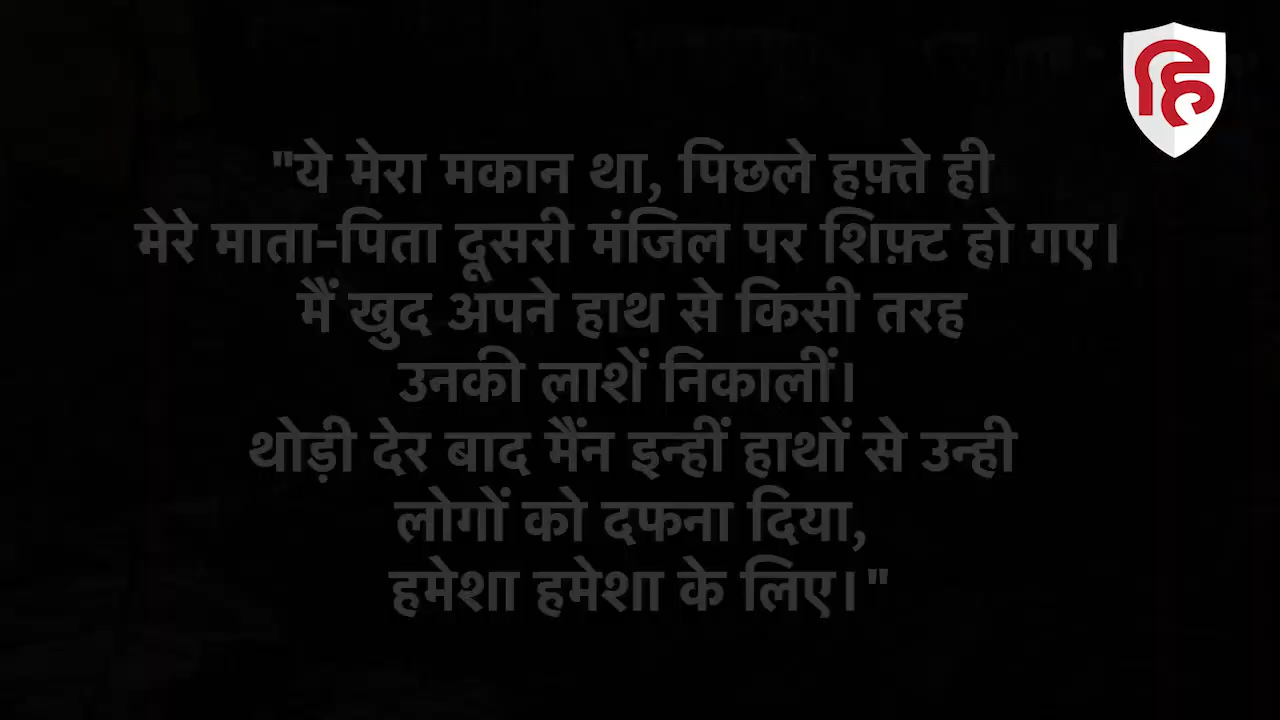 "ये मेरा मकान था, पिछले हफ़्ते ही
मेरे माता-पिता दूसरी मंजिल पर शिफ़्ट हो गए।
मैं खुद अपने हाथ से किसी तरह
उनकी लाशें निकालीं।
थोड़ी देर बाद मैंन इन्हीं हाथों से उन्ही
लोगों को दफना दिया,
हमेशा हमेशा के लिए।"
हि